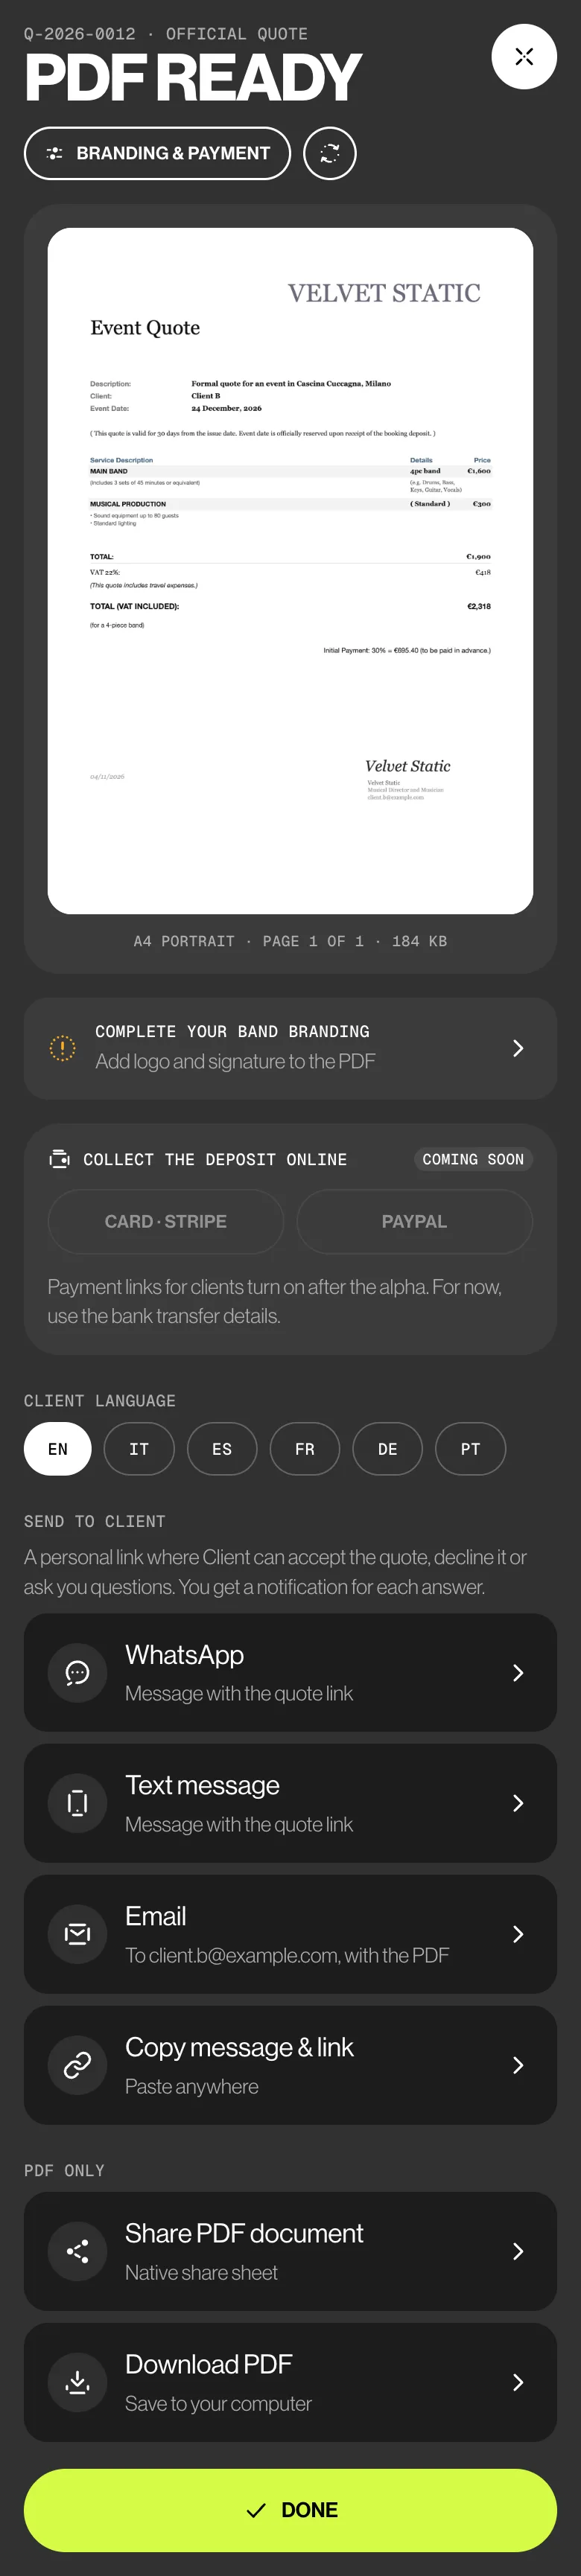 Q-2026-0012 · OFFICIAL QUOTE
PDF READY
BRANDING & PAYMENT
VELVET STATIC
Event Quote
Description: Formal quote for an event in Cascina Cuccagna, Milano
Client: Client B
Event Date: 24 December, 2026
( This quote is valid for 30 days from the issue date. Event date is officially reserved upon receipt of the booking deposit. )
Service Description Details Price
MAIN BAND 4pc band €1,600
(includes 3 sets of 45 minutes or equivalent) (e.g. Drums, Bass,
Keys, Guitar, Vocals)
MUSICAL PRODUCTION ( Standard ) €300
• Sound equipment up to 80 guests
• Standard lighting
TOTAL: €1,900
VAT 22%: €418
(This quote includes travel expenses.)
TOTAL (VAT INCLUDED): €2,318
(for a 4-piece band)
Initial Payment: 30% = €695.40 (to be paid in advance.)
Velvet Static
04/11/2026
Velvet Static
Musical Director and Musician
client.b@example.com
A4 PORTRAIT · PAGE 1 OF 1 · 184 KB
COMPLETE YOUR BAND BRANDING
Add logo and signature to the PDF
COLLECT THE DEPOSIT ONLINE COMING SOON
CARD · STRIPE PAYPAL
Payment links for clients turn on after the alpha. For now,
use the bank transfer details.
CLIENT LANGUAGE
EN IT ES FR DE PT
SEND TO CLIENT
A personal link where Client can accept the quote, decline it or
ask you questions. You get a notification for each answer.
WhatsApp
Message with the quote link
Text message
Message with the quote link
Email
To client.b@example.com, with the PDF
Copy message & link
Paste anywhere
PDF ONLY
Share PDF document
Native share sheet
Download PDF
Save to your computer
DONE